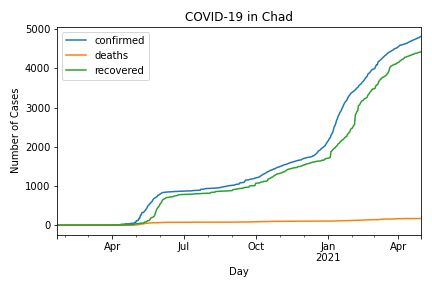 COVID-19 in Chad
confirmed
deaths
recovered
Number of Cases
5000
4000
3000
2000
1000
0
Apr Jul Oct Jan Apr
2021
Day